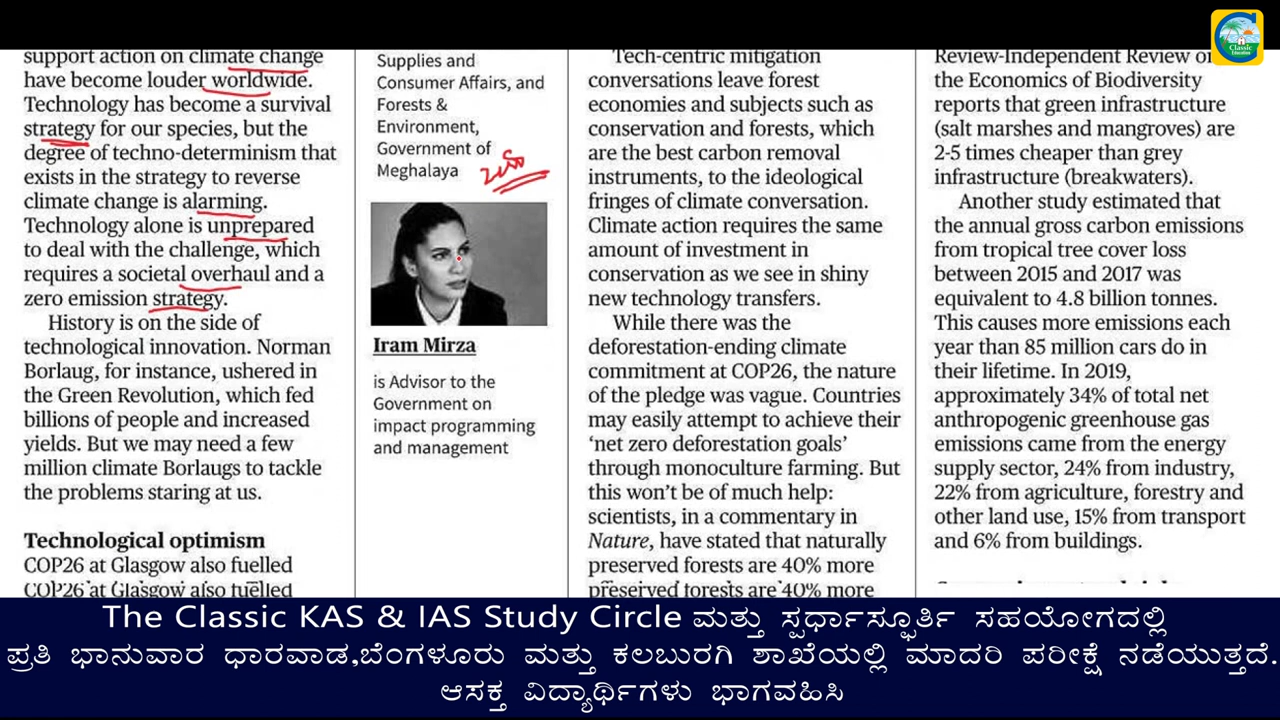 support action on climate change
have become louder worldwide.
Technology has become a survival
strategy for our species, but the
degree of techno-determinism that
exists in the strategy to reverse
climate change is alarming.
Technology alone is unprepared
to deal with the challenge, which
requires a societal overhaul and a
zero emission strategy.
History is on the side of
technological innovation. Norman
Borlaug, for instance, ushered in
the Green Revolution, which fed
billions of people and increased
yields. But we may need a few
million climate Borlaugs to tackle
the problems staring at us.
Technological optimism
COP26 at Glasgow also fuelled
COP26 at Glasgow also fuelled
Supplies and
Consumer Affairs, and
Forests &
Environment,
Government of
Meghalaya
Iram Mirza
is Advisor to the
Government on
impact programming
and management
Tech-centric mitigation
conversations leave forest
economies and subjects such as
conservation and forests, which
are the best carbon removal
instruments, to the ideological
fringes of climate conversation.
Climate action requires the same
amount of investment in
conservation as we see in shiny
new technology transfers.
While there was the
deforestation-ending climate
commitment at COP26, the nature
of the pledge was vague. Countries
may easily attempt to achieve their
‘net zero deforestation goals’
through monoculture farming. But
this won’t be of much help:
scientists, in a commentary in
Nature, have stated that naturally
preserved forests are 40% more
preserved forests are 40% more
Review-Independent Review
the Economics of Biodiversity
reports that green infrastructure
(salt marshes and mangroves) are
2-5 times cheaper than grey
infrastructure (breakwaters).
Another study estimated that
the annual gross carbon emissions
from tropical tree cover loss
between 2015 and 2017 was
equivalent to 4.8 billion tonnes.
This causes more emissions each
year than 85 million cars do in
their lifetime. In 2019,
approximately 34% of total net
anthropogenic greenhouse gas
emissions came from the energy
supply sector, 24% from industry,
22% from agriculture, forestry and
other land use, 15% from transport
and 6% from buildings.
Classic
Education
The Classic KAS & IAS Study Circle ಮತ್ತು ಸ್ಪರ್ಧಾಸ್ಫೂರ್ತಿ ಸಹಯೋಗದಲ್ಲಿ
ಪ್ರತಿ ಭಾನುವಾರ ಧಾರವಾಡ,ಬೆಂಗಳೂರು ಮತ್ತು ಕಲಬುರಗಿ ಶಾಖೆಯಲ್ಲಿ ಮಾದರಿ ಪರೀಕ್ಷೆ ನಡೆಯುತ್ತದೆ.
ಆಸಕ್ತ ವಿದ್ಯಾರ್ಥಿಗಳು ಭಾಗವಹಿಸಿ